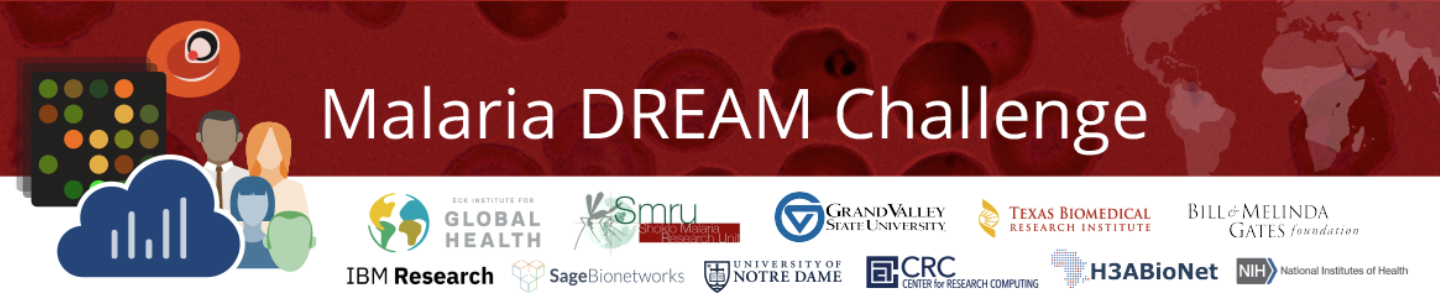 Malaria DREAM Challenge
ECK INSTITUTE FOR
GLOBAL
HEALTH
Smru
Shoklo Malaria
Research Unit
GRAND VALLEY
STATE UNIVERSITY
TEXAS BIOMEDICAL
RESEARCH INSTITUTE
BILL & MELINDA
GATES foundation
IBM Research
SageBionetworks
UNIVERSITY OF
NOTRE DAME
CRC
CENTER for RESEARCH COMPUTING
H3ABioNet
NIH National Institutes of Health